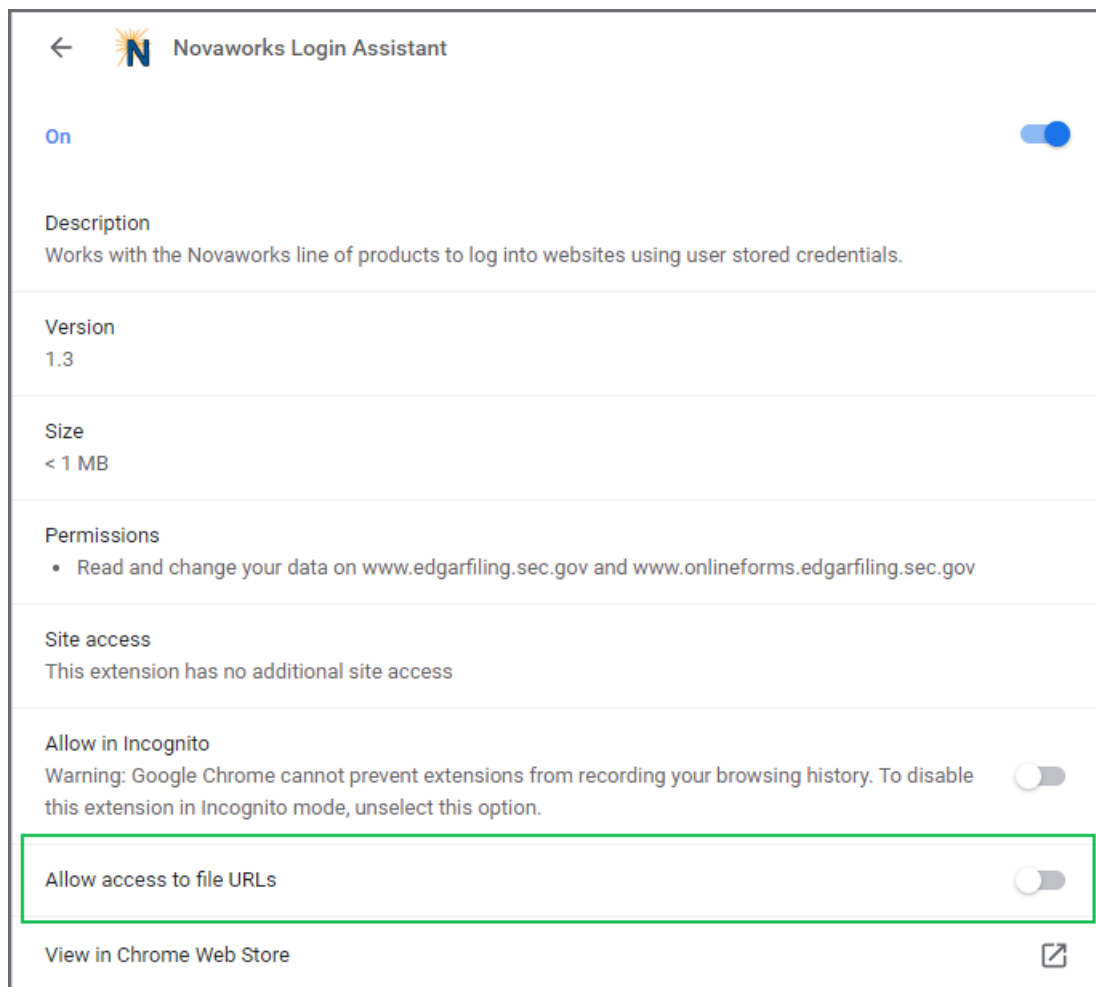 Novaworks Login Assistant
On
Description
Works with the Novaworks line of products to log into websites using user stored credentials.
Version
1.3
Size
< 1 MB
Permissions
• Read and change your data on www.edgarfiling.sec.gov and www.onlineforms.edgarfiling.sec.gov
Site access
This extension has no additional site access
Allow in Incognito
Warning: Google Chrome cannot prevent extensions from recording your browsing history. To disable
this extension in Incognito mode, unselect this option.
Allow access to file URLs
View in Chrome Web Store